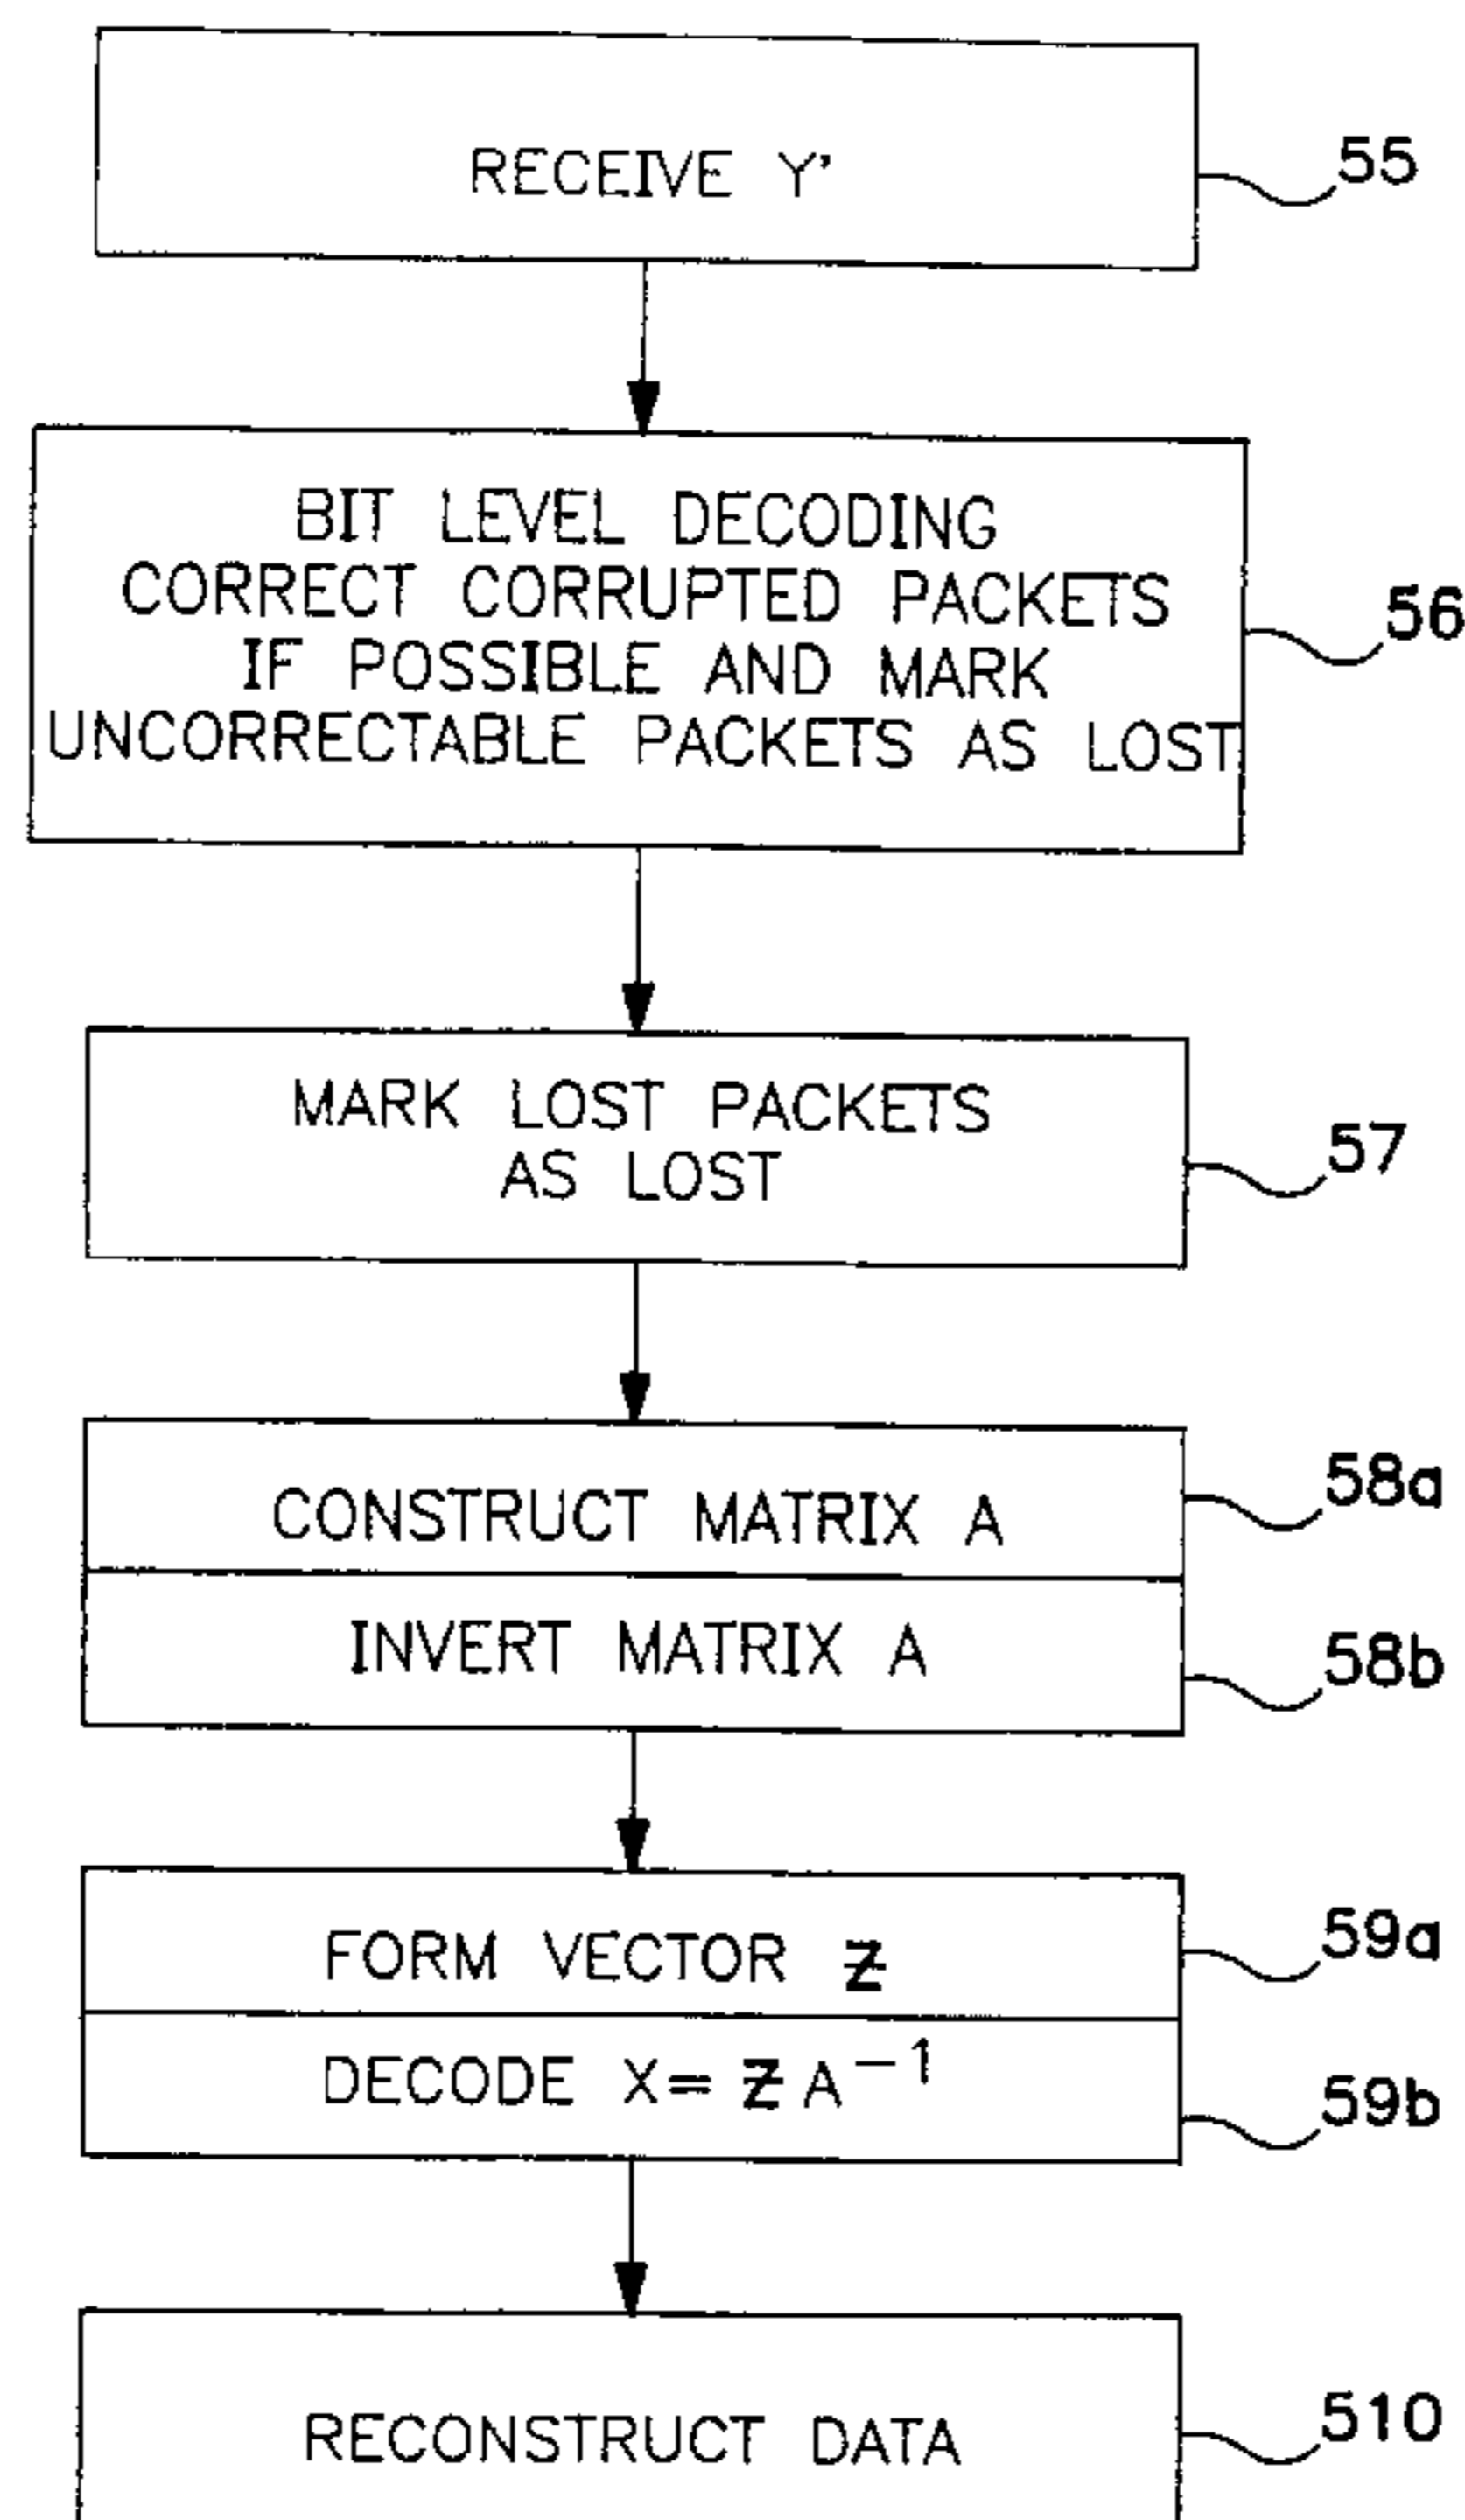 RECEIVE Y'
55
BIT LEVEL DECODING
CORRECT CORRUPTED PACKETS
IF POSSIBLE AND MARK
UNCORRECTABLE PACKETS AS LOST
56
MARK LOST PACKETS
AS LOST
57
CONSTRUCT MATRIX A
58a
INVERT MATRIX A
58b
FORM VECTOR Z
59a
DECODE X= Z A⁻¹
59b
RECONSTRUCT DATA
510